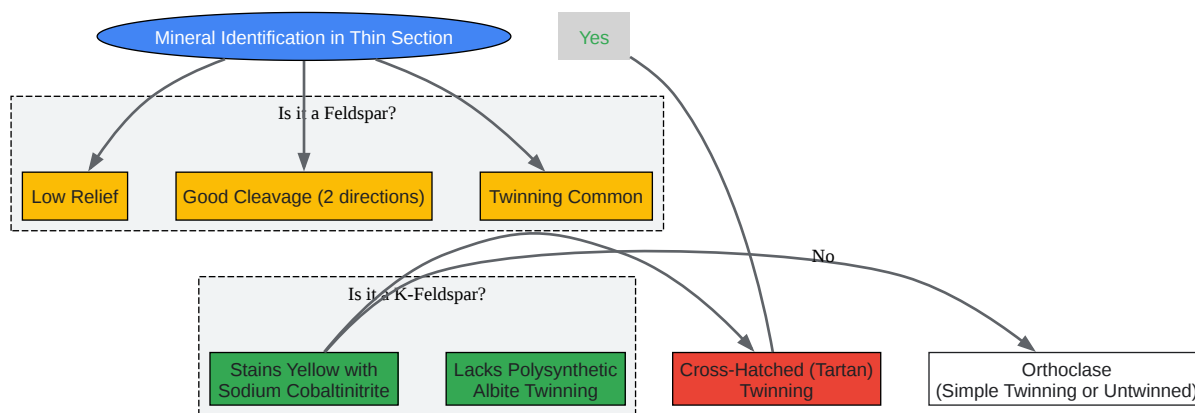 Mineral Identification in Thin Section
Yes
Is it a Feldspar?
Low Relief
Good Cleavage (2 directions)
Twinning Common
No
Is it a K-Feldspar?
Stains Yellow with
Sodium Cobaltinitrite
Lacks Polysynthetic
Albite Twinning
Cross-Hatched (Tartan)
Twinning
Orthoclase
(Simple Twinning or Untwinned)